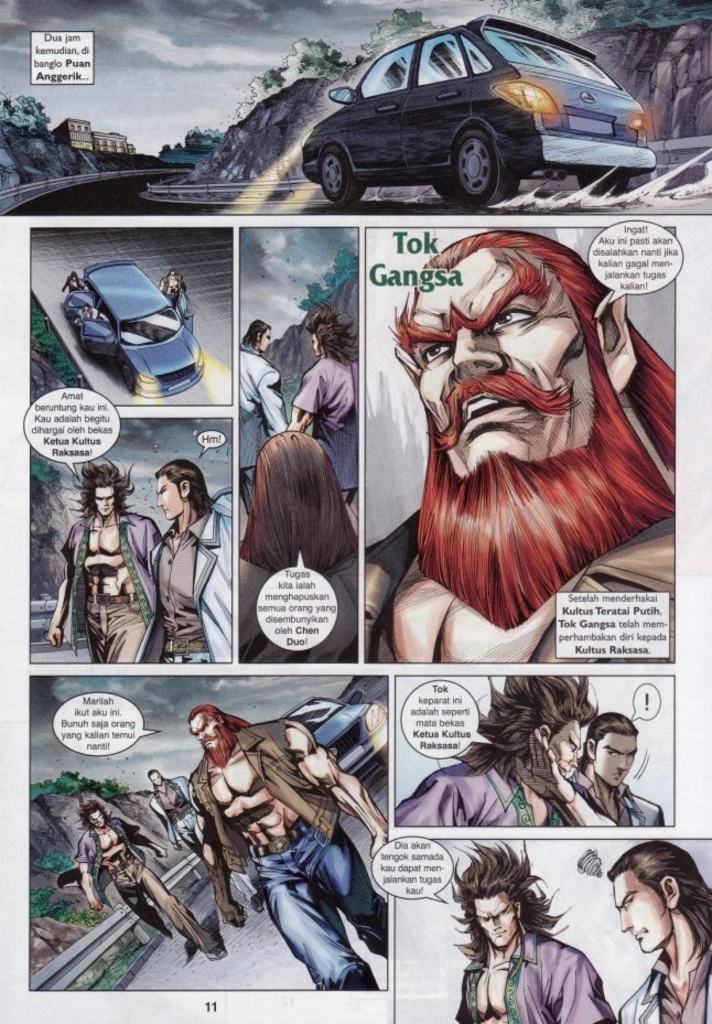 Dua jam
kemudian, di
banglo Puan
Anggerik...
Tok
Gangsa
Ingat!
Aku ini pasti akan
disalahkan nanti jika
kalian gagal men-
jalankan tugas
kalian!
Amat
beruntung kau ini.
Kau adalah begitu
dihargai oleh bekas
Ketua Kultus
Raksasa!
Hm!
Tugas
kita ialah
menghapuskan
semua orang yang
disembunyikan
oleh Chen
Duo!
Setelah menderhakai
Kultus Teratai Putih,
Tok Gangsa telah mem-
perhambakan diri kepada
Kultus Raksasa.
Marilah
ikut aku ini.
Bunuh saja orang
yang kalian temui
nanti!
Tok
keparat ini
adalah seperti
mata bekas
Ketua Kultus
Raksasa!
!
Dia akan
tengok samada
kau dapat men-
jalankan tugas
kau!
11